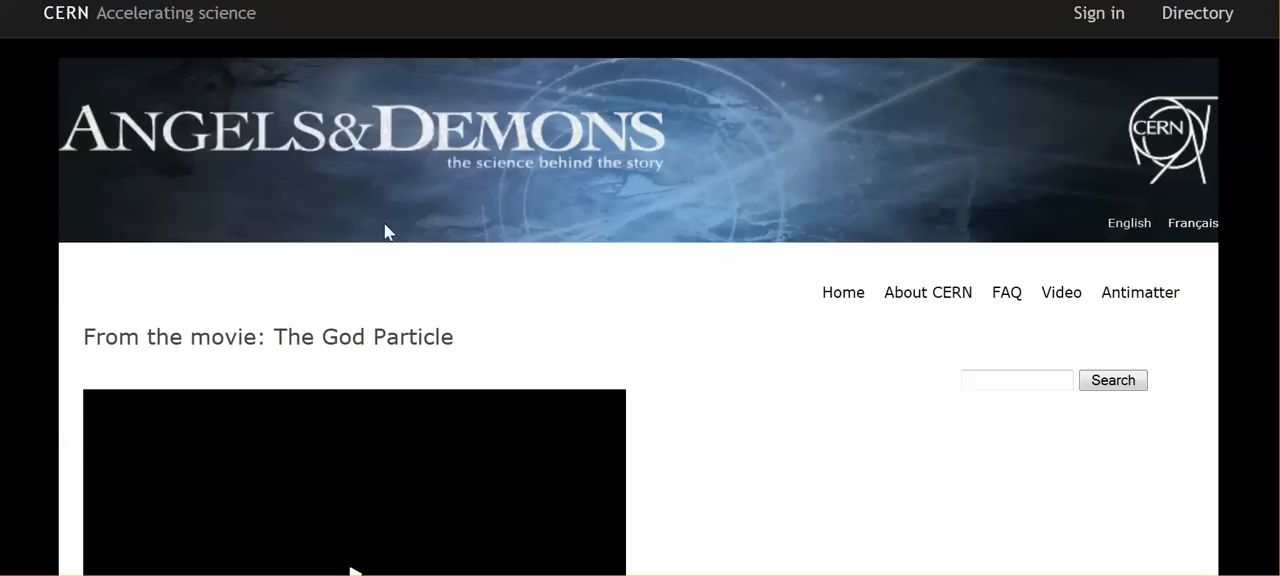 CERN Accelerating science
Sign in Directory
ANGELS&DEMONS
the science behind the story
CERN
English Français
Home About CERN FAQ Video Antimatter
From the movie: The God Particle
Search